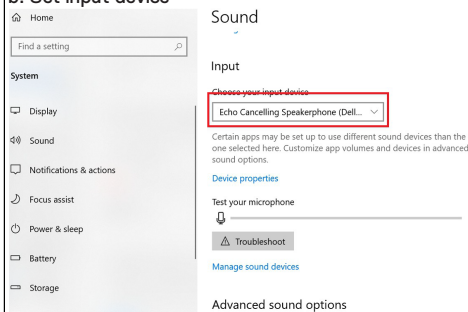 b. Set input device
Home
Find a setting
System
Display
Sound
Notifications & actions
Focus assist
Power & sleep
Battery
Storage
Sound
Input
Choose your input device
Echo Cancelling Speakerphone (Dell...
Certain apps may be set up to use different sound devices than the
one selected here. Customize app volumes and devices in advanced
sound options.
Device properties
Test your microphone
Troubleshoot
Manage sound devices
Advanced sound options